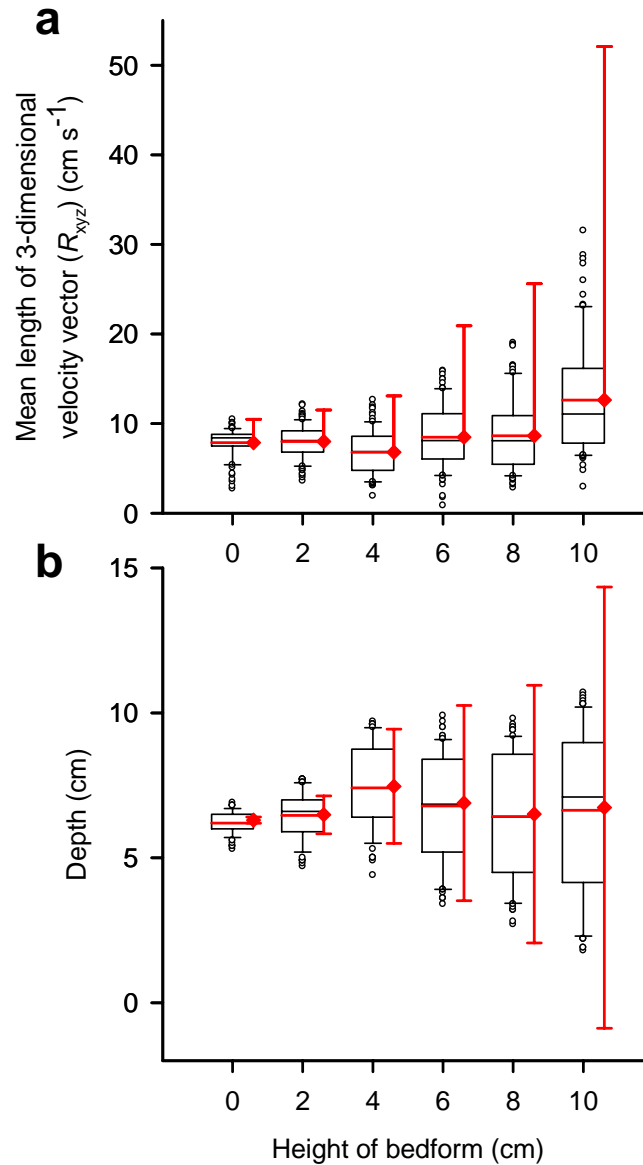 a
Mean length of 3-dimensional
velocity vector (Rxyz) (cm s-1)
50
40
30
20
10
0
0 2 4 6 8 10
b
Depth (cm)
15
10
5
0
0 2 4 6 8 10
Height of bedform (cm)